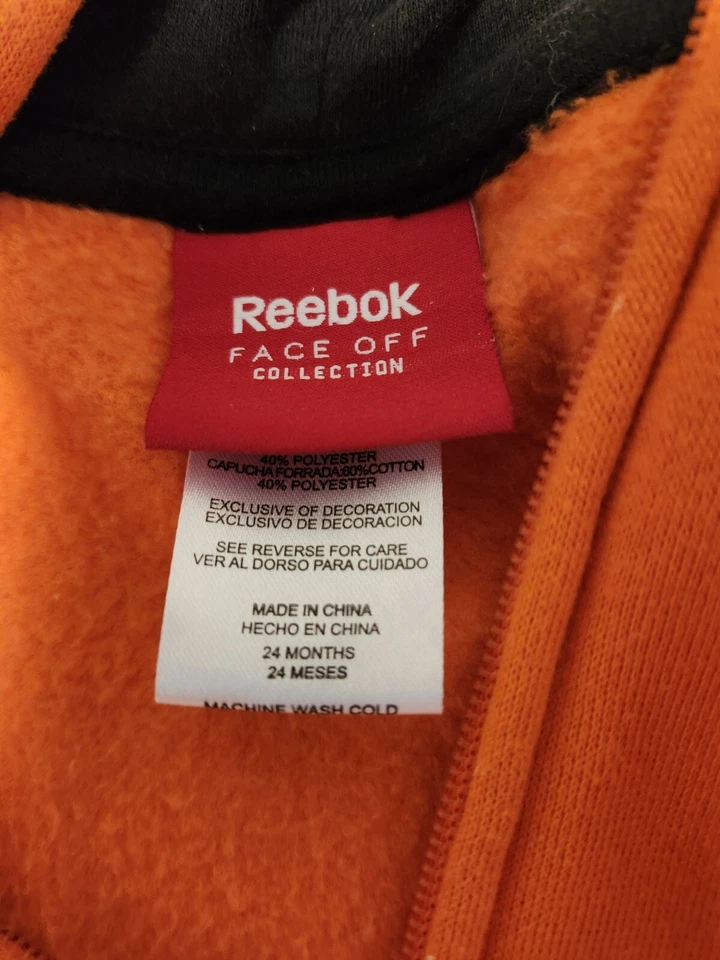 Reebok
FACE OFF
COLLECTION
40% POLYESTER
CAPUCHA FORRADA:60%COTTON
40% POLYESTER
EXCLUSIVE OF DECORATION
EXCLUSIVO DE DECORACION
SEE REVERSE FOR CARE
VER AL DORSO PARA CUIDADO
MADE IN CHINA
HECHO EN CHINA
24 MONTHS
24 MESES
MACHINE WASH COLD